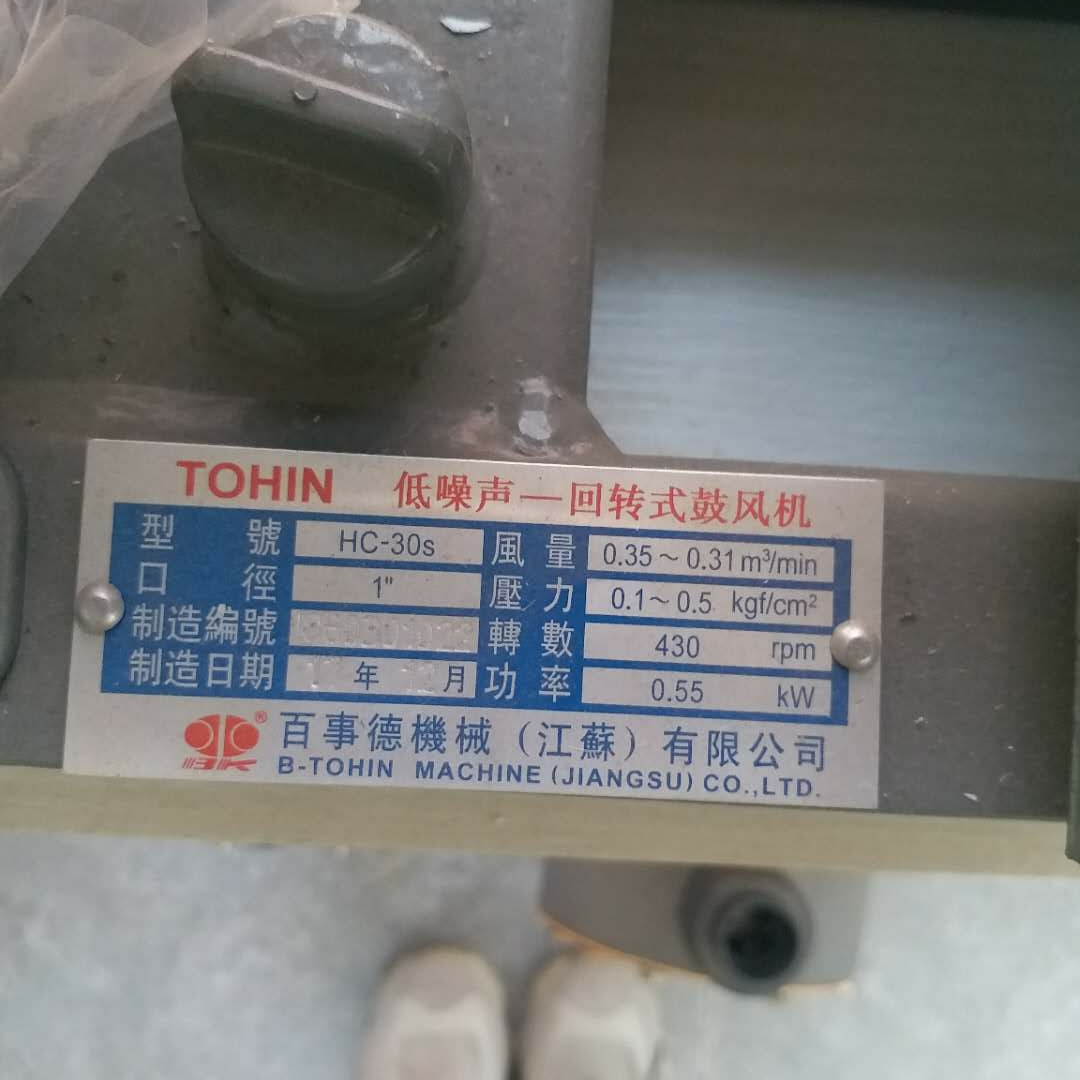 TOHIN 低噪声—回转式鼓风机
型號 HC-30s 風量 0.35～0.31 m³/min
口徑 1" 壓力 0.1～0.5 kgf/cm²
制造編號 轉數 430 rpm
制造日期 年 月 功率 0.55 kW
BK® 百事德機械（江蘇）有限公司
B-TOHIN MACHINE (JIANGSU) CO.,LTD.